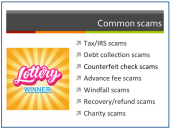 Common scams
Tax/IRS scams
Debt collection scams
Counterfeit check scams
Advance fee scams
Windfall scams
Recovery/refund scams
Charity scams
Lottery
WINNER